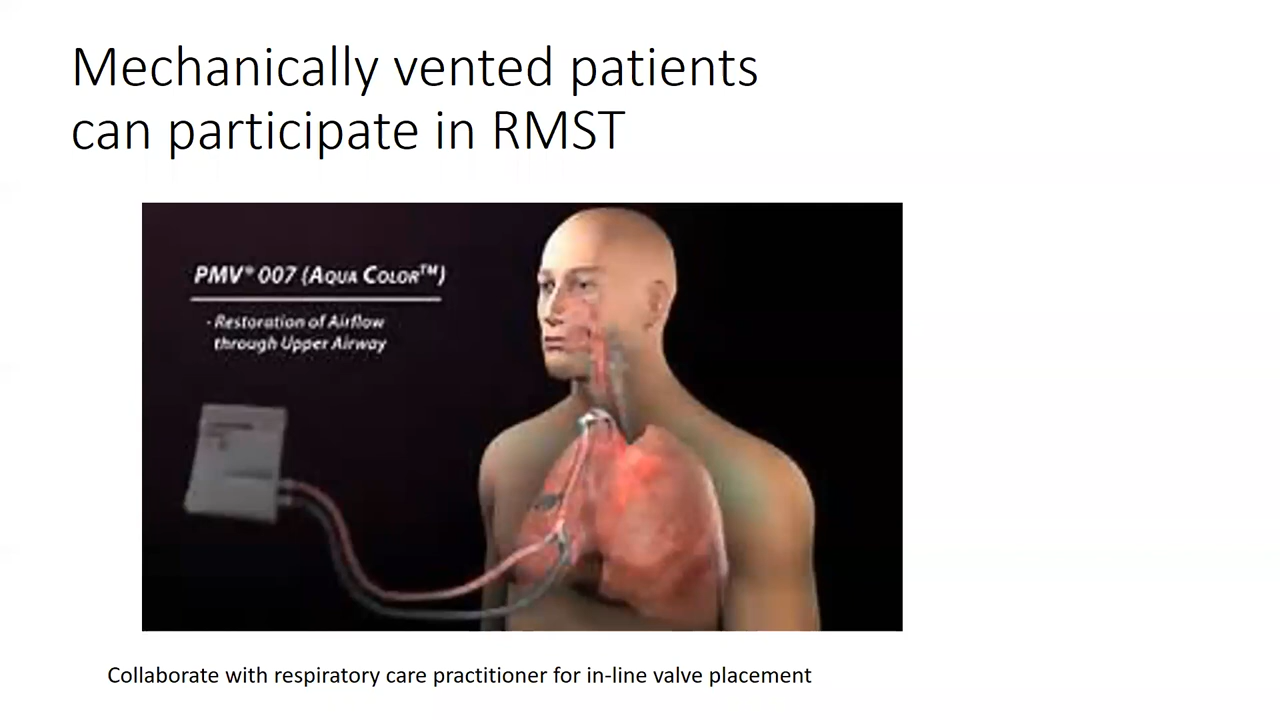 Mechanically vented patients
can participate in RMST
PMV® 007 (AQUA COLOR™)
- Restoration of Airflow
through Upper Airway
Collaborate with respiratory care practitioner for in-line valve placement